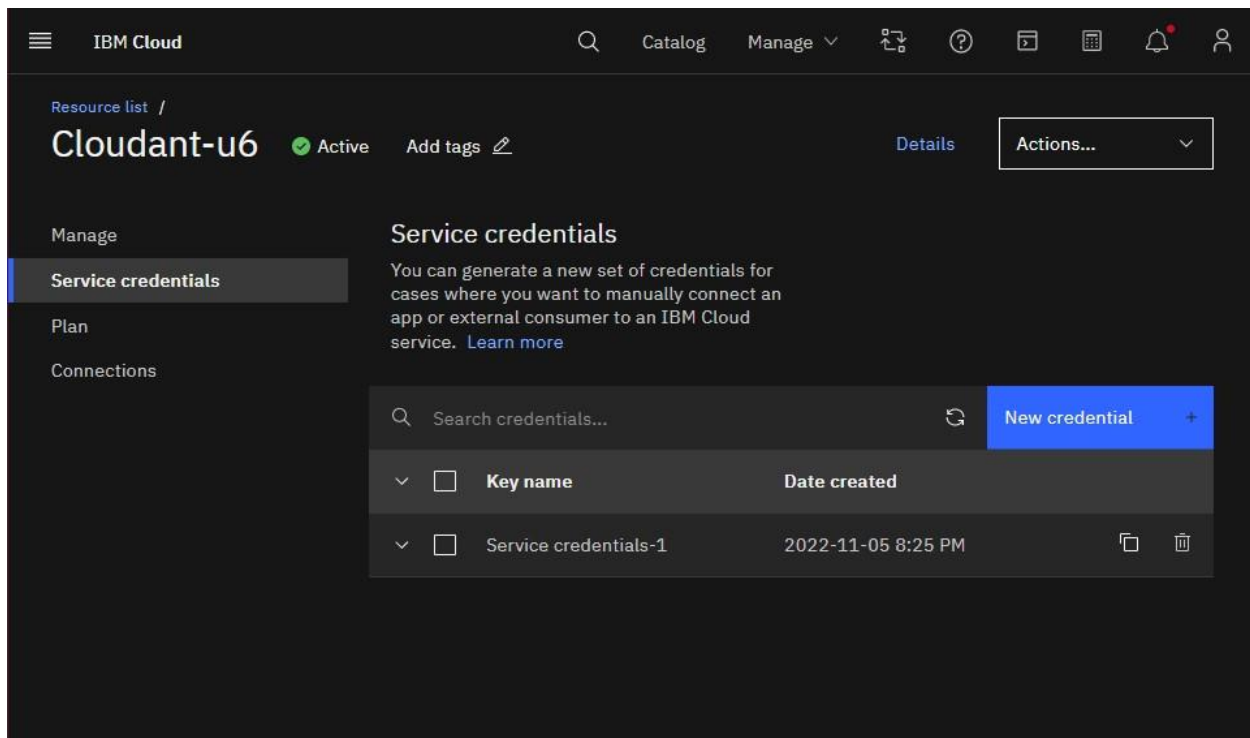 IBM Cloud Catalog Manage
Resource list /
Cloudant-u6 Active Add tags Details Actions...
Manage
Service credentials
Plan
Connections
Service credentials
You can generate a new set of credentials for
cases where you want to manually connect an
app or external consumer to an IBM Cloud
service. Learn more
Search credentials... New credential +
Key name Date created
Service credentials-1 2022-11-05 8:25 PM